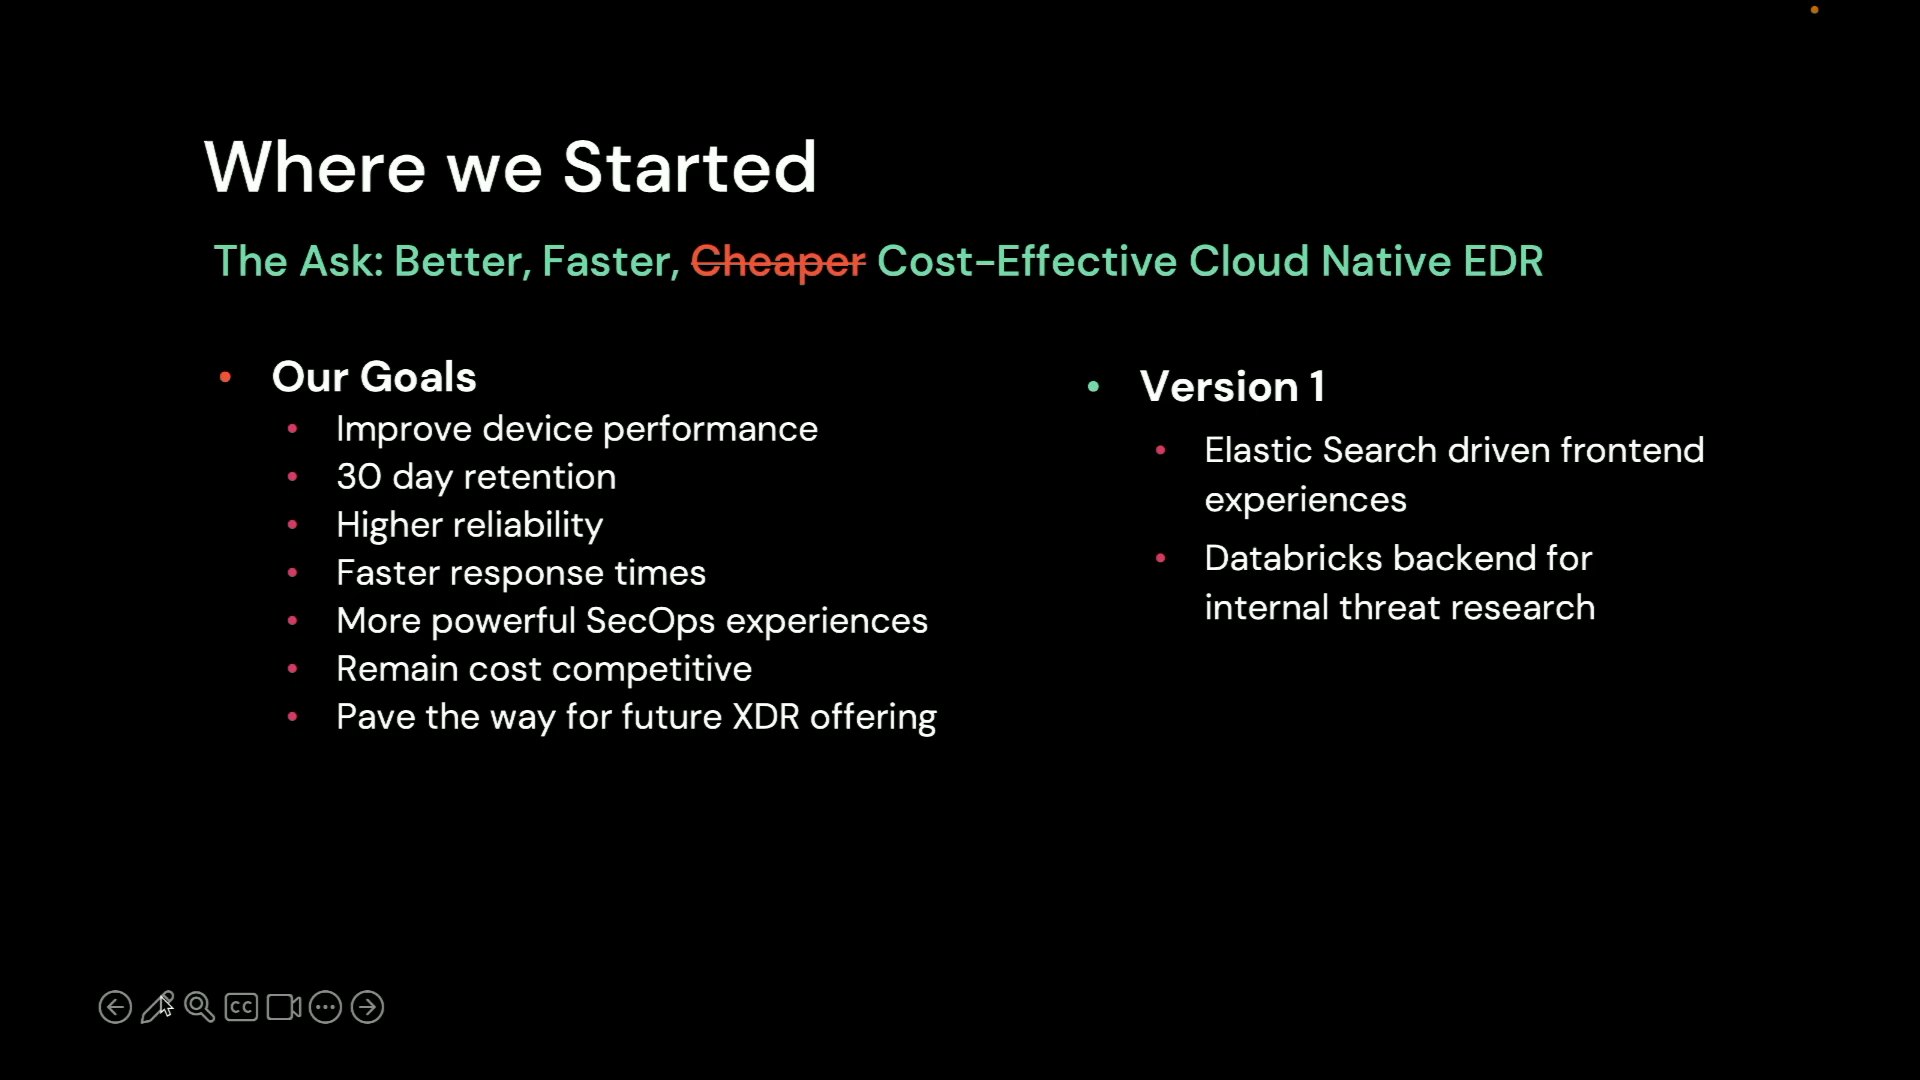 Where we Started
The Ask: Better, Faster, Cheaper Cost-Effective Cloud Native EDR
• Our Goals
• Improve device performance
• 30 day retention
• Higher reliability
• Faster response times
• More powerful SecOps experiences
• Remain cost competitive
• Pave the way for future XDR offering
• Version 1
• Elastic Search driven frontend
experiences
• Databricks backend for
internal threat research
CC